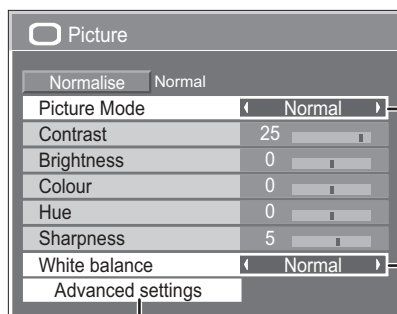 Picture
Normalise Normal
Picture Mode Normal
Contrast 25
Brightness 0
Colour 0
Hue 0
Sharpness 5
White balance Normal
Advanced settings